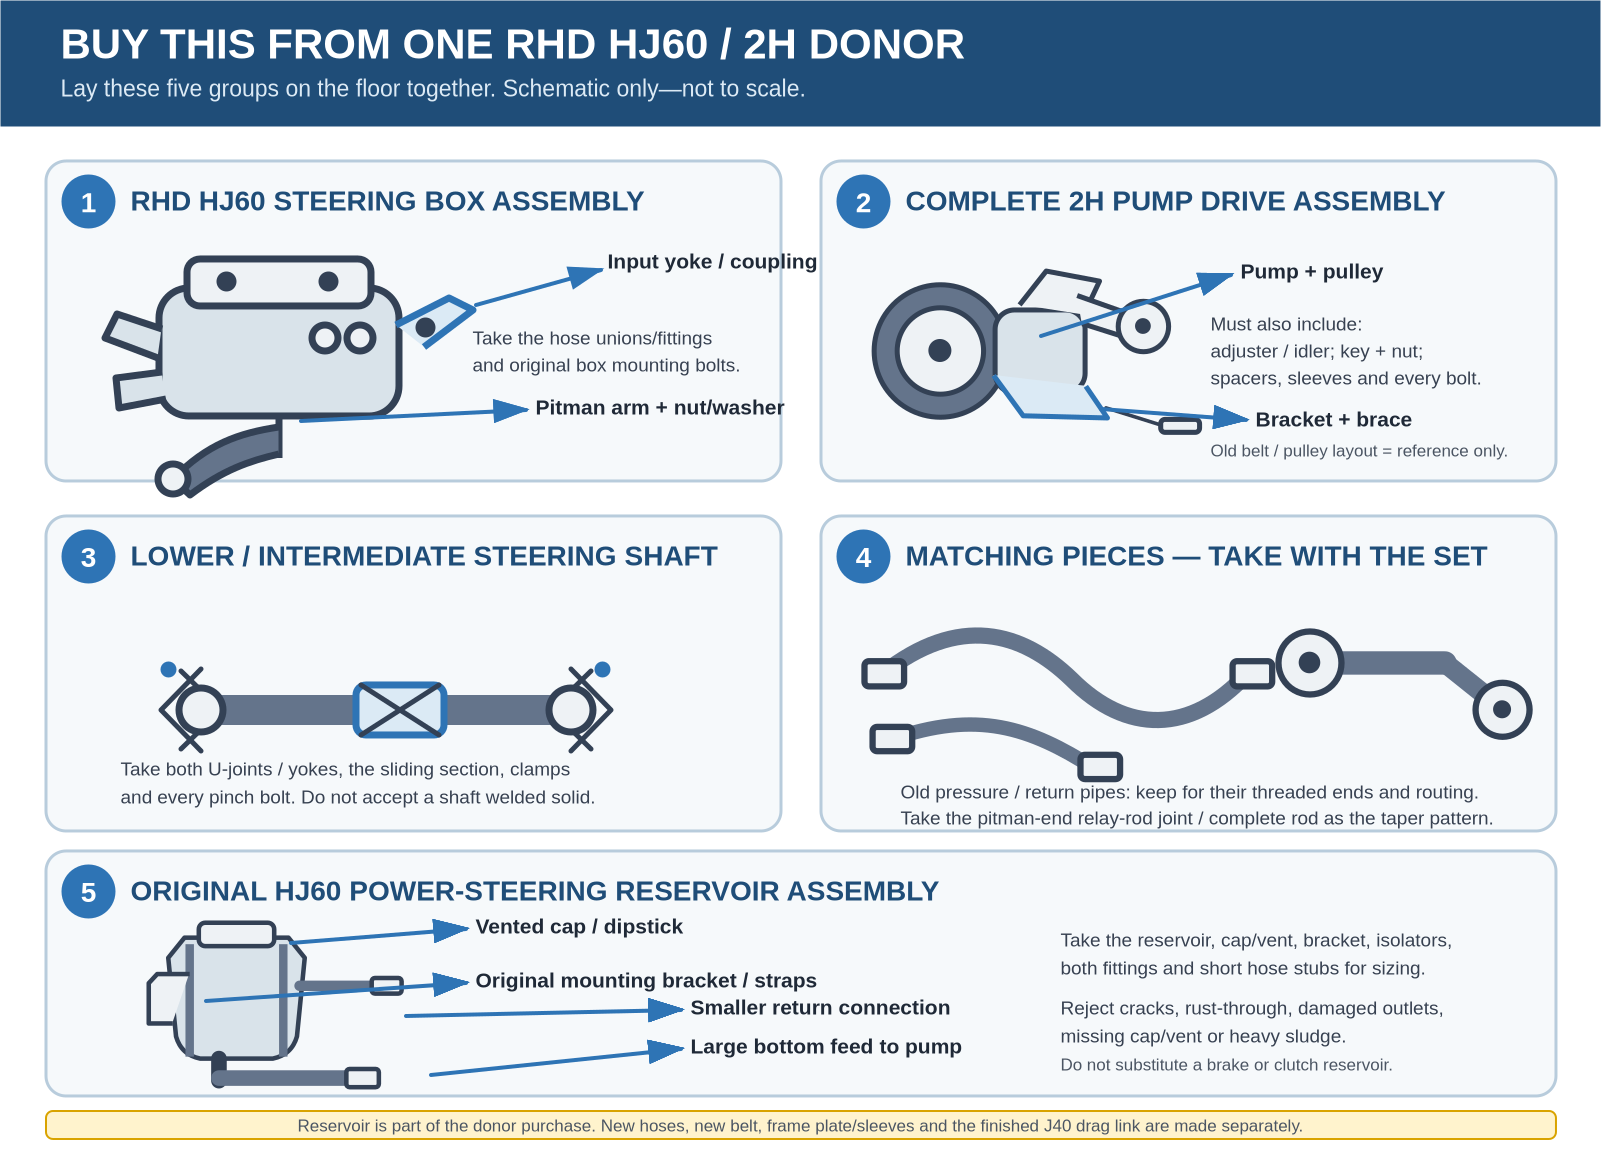 BUY THIS FROM ONE RHD HJ60 / 2H DONOR
Lay these five groups on the floor together. Schematic only—not to scale.
1
RHD HJ60 STEERING BOX ASSEMBLY
Input yoke / coupling
Take the hose unions/fittings
and original box mounting bolts.
Pitman arm + nut/washer
2
COMPLETE 2H PUMP DRIVE ASSEMBLY
Pump + pulley
Must also include:
adjuster / idler; key + nut;
spacers, sleeves and every bolt.
Bracket + brace
Old belt / pulley layout = reference only.
3
LOWER / INTERMEDIATE STEERING SHAFT
Take both U-joints / yokes, the sliding section, clamps
and every pinch bolt. Do not accept a shaft welded solid.
4
MATCHING PIECES — TAKE WITH THE SET
Old pressure / return pipes: keep for their threaded ends and routing.
Take the pitman-end relay-rod joint / complete rod as the taper pattern.
5
ORIGINAL HJ60 POWER-STEERING RESERVOIR ASSEMBLY
Vented cap / dipstick
Original mounting bracket / straps
Smaller return connection
Large bottom feed to pump
Take the reservoir, cap/vent, bracket, isolators,
both fittings and short hose stubs for sizing.
Reject cracks, rust-through, damaged outlets,
missing cap/vent or heavy sludge.
Do not substitute a brake or clutch reservoir.
Reservoir is part of the donor purchase. New hoses, new belt, frame plate/sleeves and the finished J40 drag link are made separately.